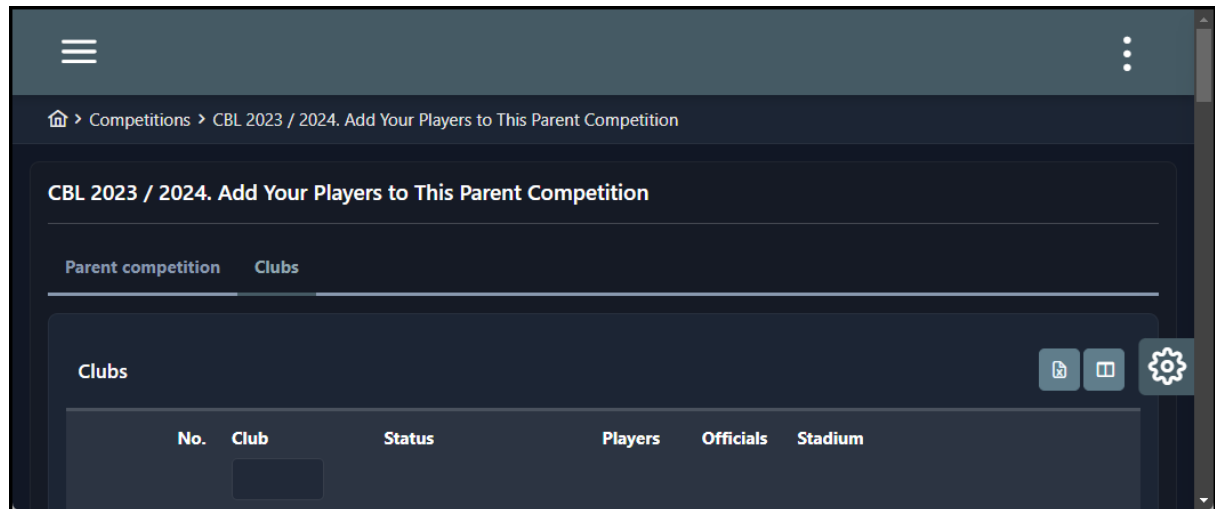 > Competitions > CBL 2023 / 2024. Add Your Players to This Parent Competition
CBL 2023 / 2024. Add Your Players to This Parent Competition
Parent competition Clubs
Clubs
No. Club Status Players Officials Stadium